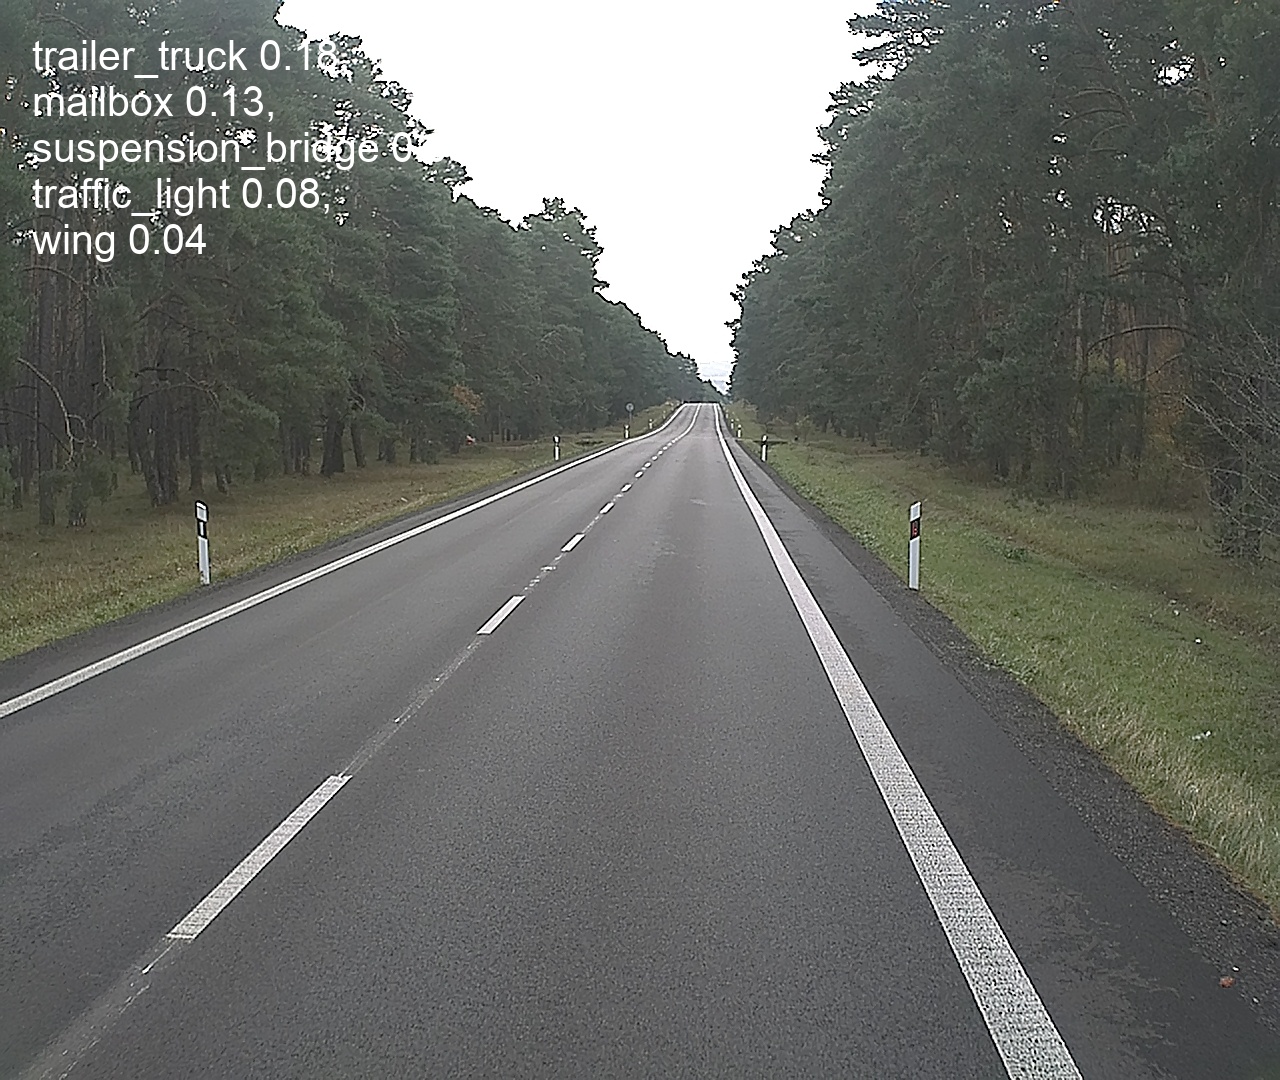 trailer_truck 0.18,
mailbox 0.13,
suspension_bridge
traffic_light 0.08,
wing 0.04